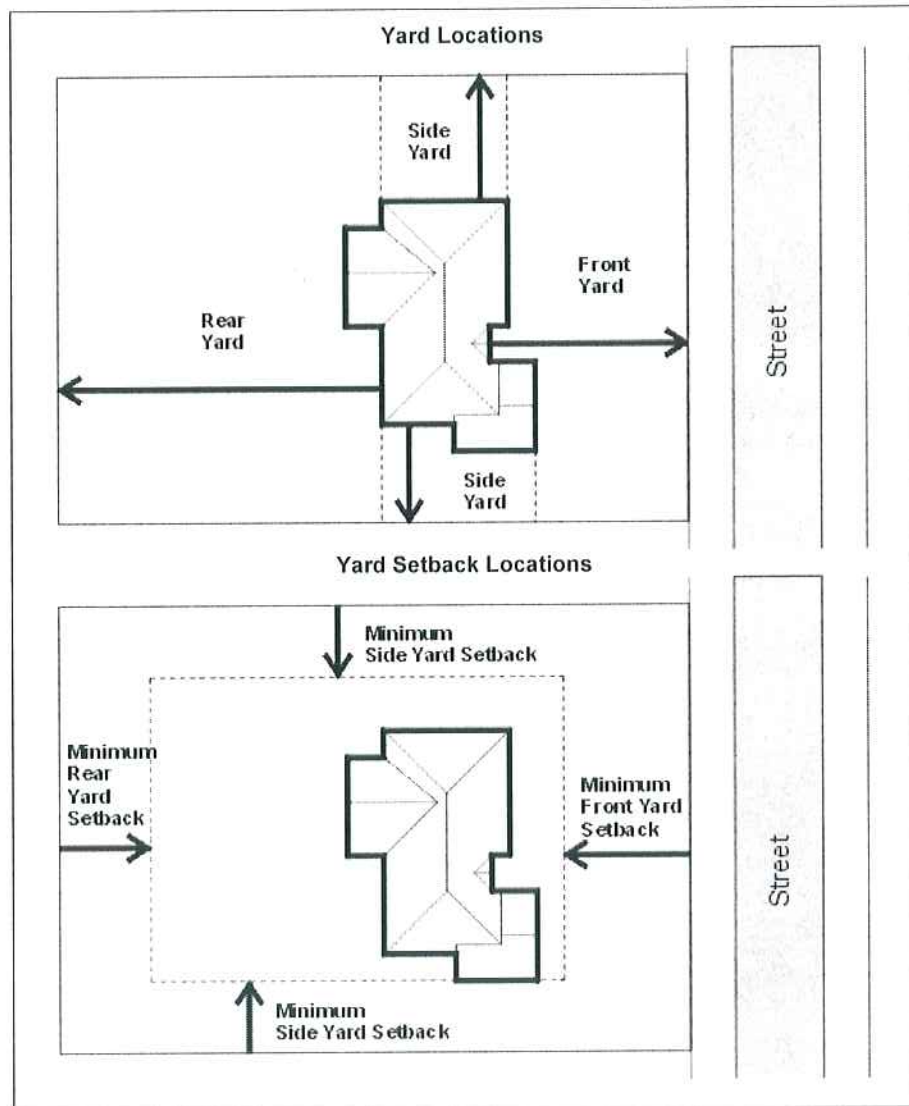 Yard Locations
Side
Yard
Front
Yard
Rear
Yard
Street
Side
Yard
Yard Setback Locations
Minimum
Side Yard Setback
Minimum
Rear
Yard
Setback
Minimum
Front Yard
Setback
Street
Minimum
Side Yard Setback